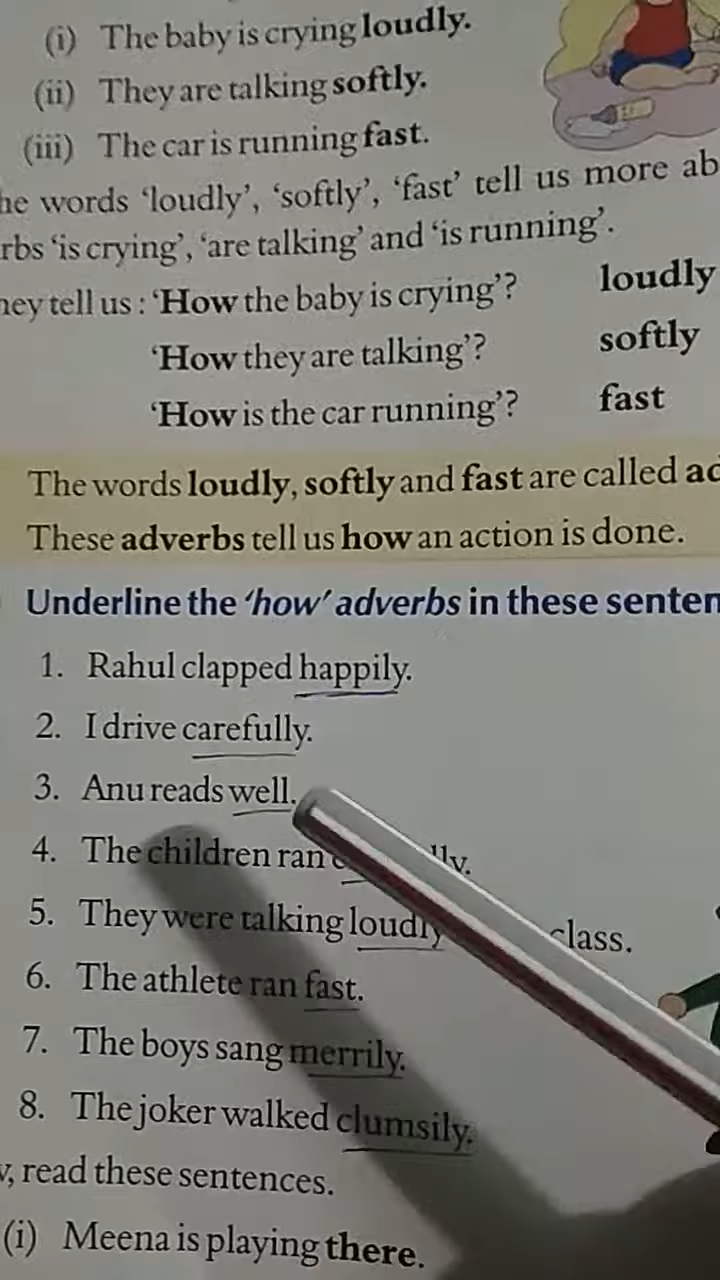 (i) The baby is crying loudly.
(ii) They are talking softly.
(iii) The car is running fast.
words 'loudly', 'softly', 'fast' tell us more
'is crying', 'are talking' and 'is running'.
tell us : 'How the baby is crying'? loudly
'How they are talking'? softly
'How is the car running'? fast
The words loudly, softly and fast are called
These adverbs tell us how an action is done.
Underline the 'how' adverbs in these
1. Rahul clapped happily.
2. I drive carefully.
3. Anu reads well.
4. The children ran
5. They were talking loudly class.
6. The athlete ran fast.
7. The boys sang merrily.
8. The joker walked clumsily.
read these sentences.
(i) Meena is playing there.